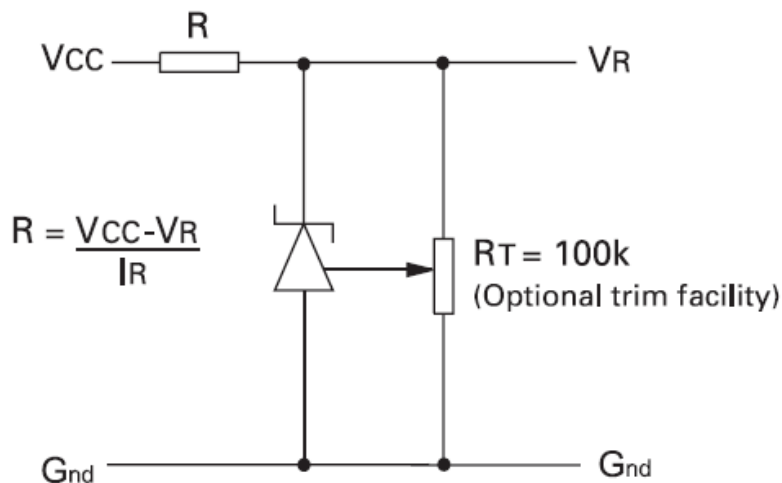 R
VCC
VR
R = VCC-VR
IR
RT = 100k
(Optional trim facility)
Gnd
Gnd